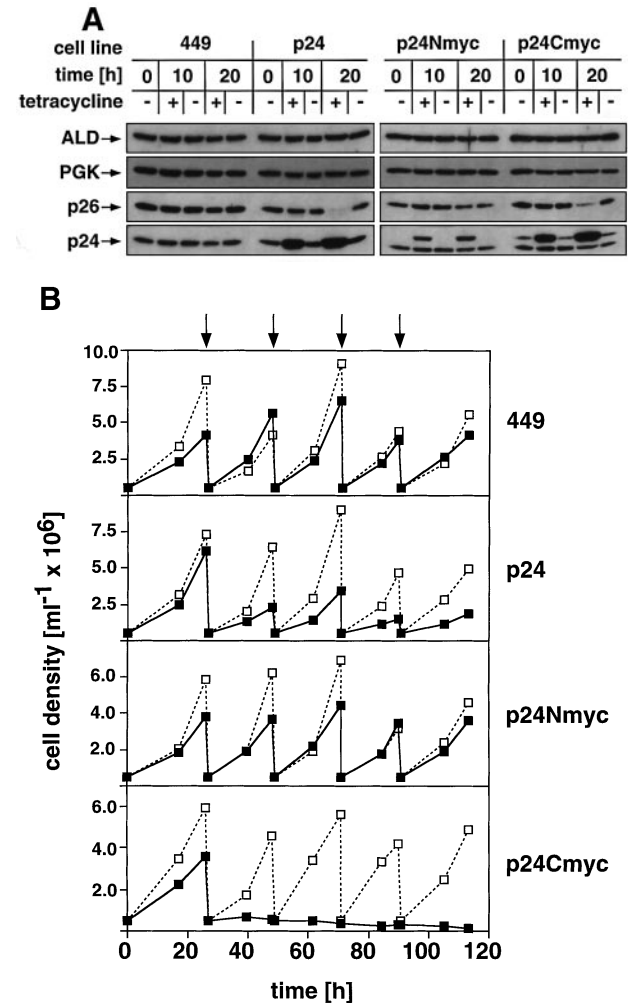 A
cell line 449 p24 p24Nmyc p24Cmyc
time [h] 0 10 20 0 10 20 0 10 20 0 10 20
tetracycline - + - + - - + - + - - + - + - - + - + -
ALD
PGK
p26
p24
B
10.0
7.5
5.0
2.5
449
7.5
5.0
2.5
p24
6.0
4.0
2.0
p24Nmyc
6.0
4.0
2.0
p24Cmyc
0 20 40 60 80 100 120
cell density [ml-1 x 10⁶]
time [h]